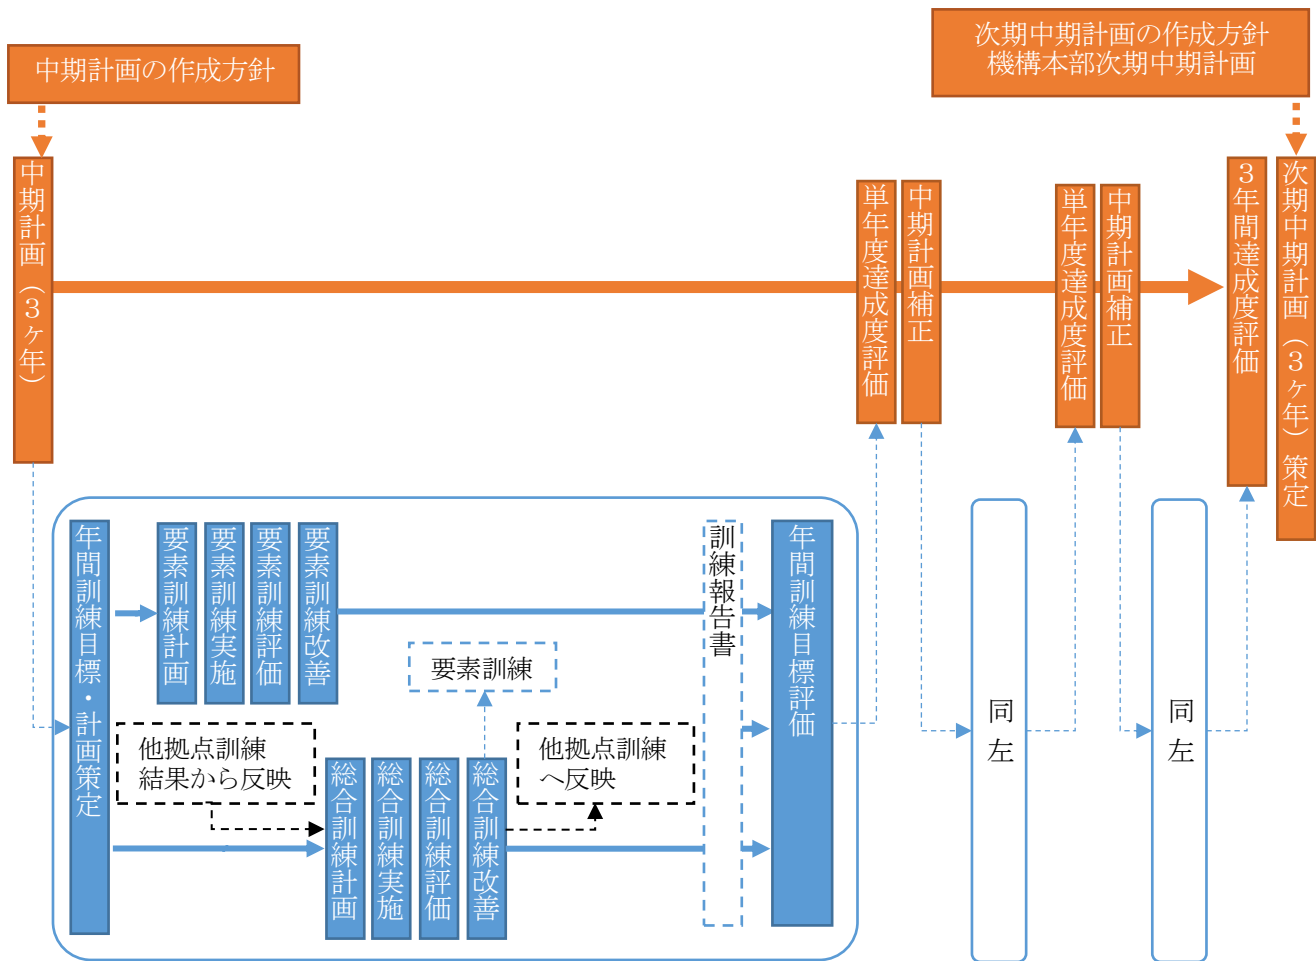 中期計画の作成方針
次期中期計画の作成方針
機構本部次期中期計画
中期計画（３ヶ年）
単年度達成度評価
中期計画補正
単年度達成度評価
中期計画補正
３年間達成度評価
次期中期計画（３ヶ年）策定
年間訓練目標・計画策定
要素訓練計画
要素訓練実施
要素訓練評価
要素訓練改善
訓練報告書
年間訓練目標評価
要素訓練
他拠点訓練
結果から反映
他拠点訓練
へ反映
総合訓練計画
総合訓練実施
総合訓練評価
総合訓練改善
同左
同左